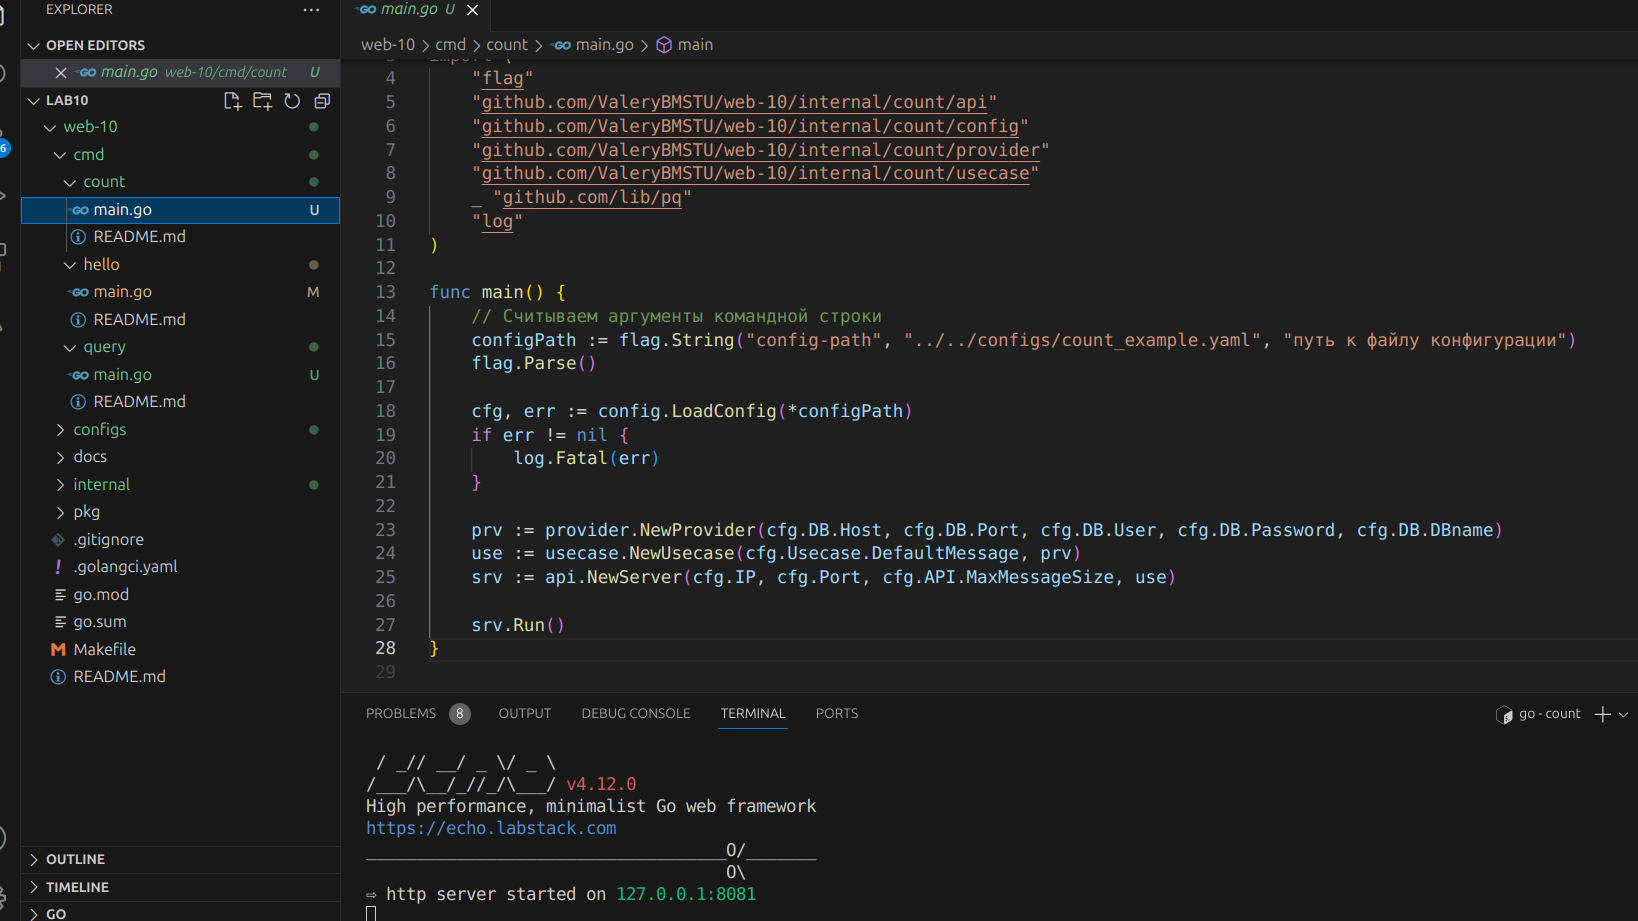 EXPLORER
···
OPEN EDITORS
main.go web-10/cmd/count U
LAB10
web-10
cmd
count
main.go U
README.md
hello
main.go M
README.md
query
main.go U
README.md
configs
docs
internal
pkg
.gitignore
.golangci.yaml
go.mod
go.sum
Makefile
README.md
OUTLINE
TIMELINE
GO
main.go U
web-10 > cmd > count > main.go > main
3 import (
4 "flag"
5 "github.com/ValeryBMSTU/web-10/internal/count/api"
6 "github.com/ValeryBMSTU/web-10/internal/count/config"
7 "github.com/ValeryBMSTU/web-10/internal/count/provider"
8 "github.com/ValeryBMSTU/web-10/internal/count/usecase"
9 _ "github.com/lib/pq"
10 "log"
11 )
12
13 func main() {
14 // Считываем аргументы командной строки
15 configPath := flag.String("config-path", "../../configs/count_example.yaml", "путь к файлу конфигурации")
16 flag.Parse()
17
18 cfg, err := config.LoadConfig(*configPath)
19 if err != nil {
20 log.Fatal(err)
21 }
22
23 prv := provider.NewProvider(cfg.DB.Host, cfg.DB.Port, cfg.DB.User, cfg.DB.Password, cfg.DB.DBname)
24 use := usecase.NewUsecase(cfg.Usecase.DefaultMessage, prv)
25 srv := api.NewServer(cfg.IP, cfg.Port, cfg.API.MaxMessageSize, use)
26
27 srv.Run()
28 }
29
PROBLEMS 8 OUTPUT DEBUG CONSOLE TERMINAL PORTS
go - count
/ _// __/ _ \/ _ \
/___/\__/_//_/\___/ v4.12.0
High performance, minimalist Go web framework
https://echo.labstack.com
____________________________________O/_______
O\
⇨ http server started on 127.0.0.1:8081